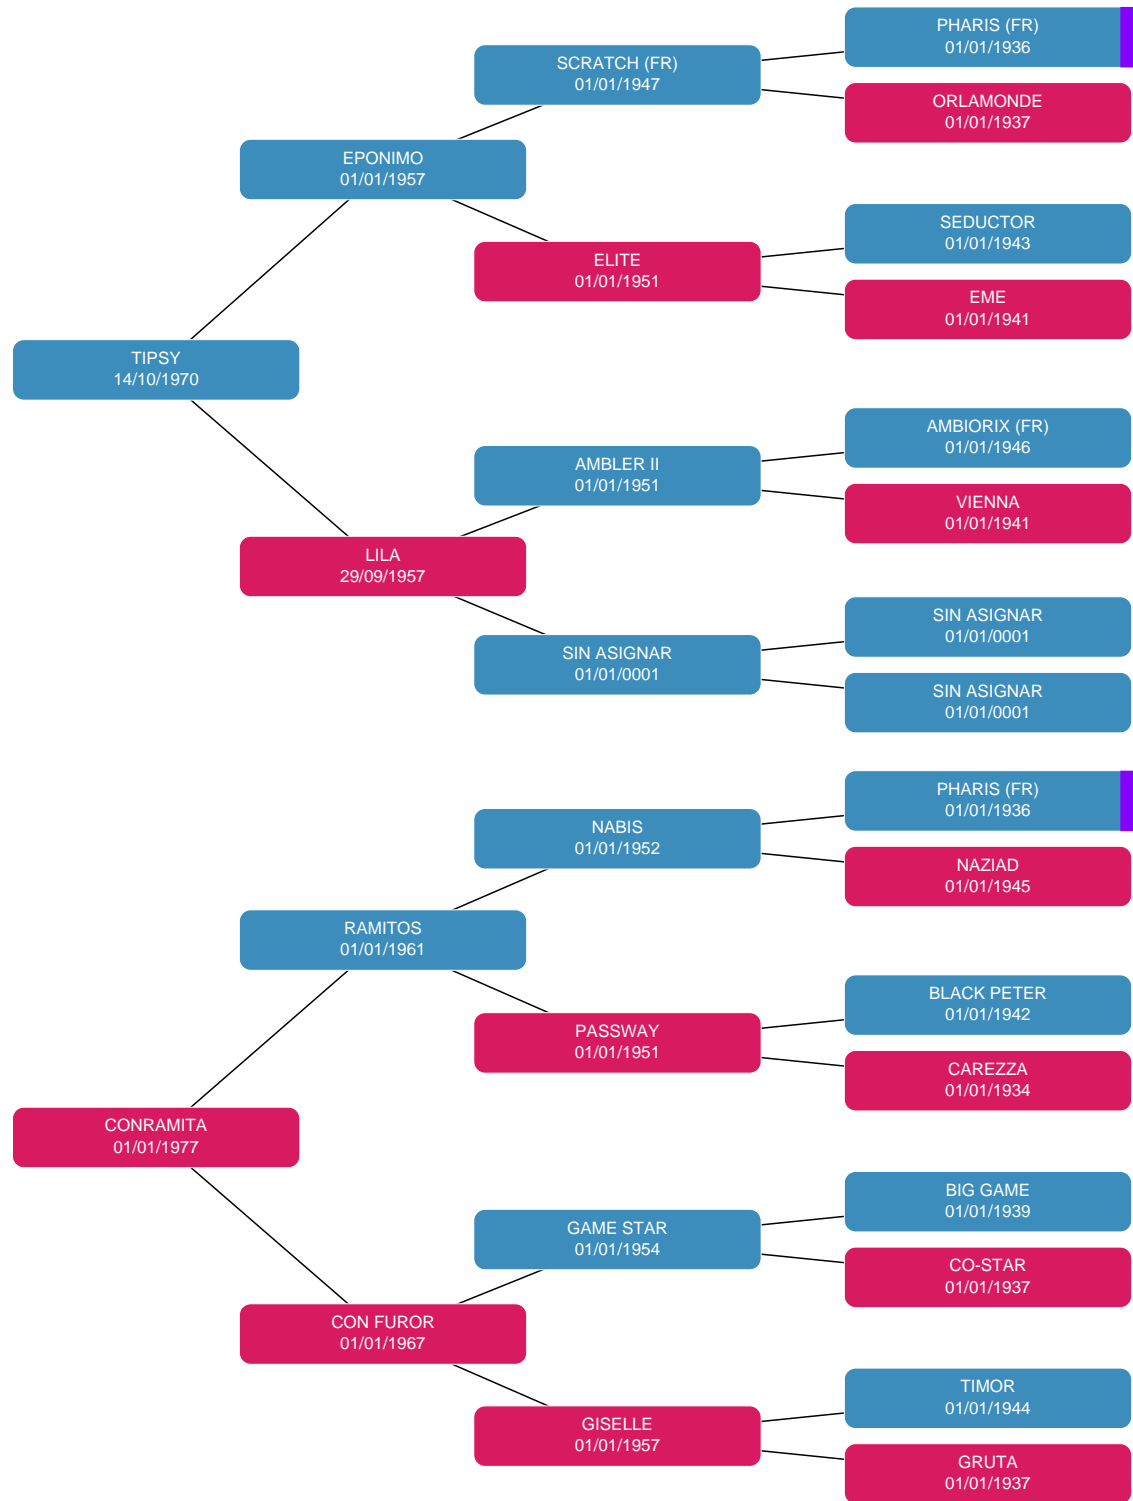 PHARIS (FR)
01/01/1936
SCRATCH (FR)
01/01/1947
ORLAMONDE
01/01/1937
EPONIMO
01/01/1957
SEDUCTOR
01/01/1943
ELITE
01/01/1951
EME
01/01/1941
TIPSY
14/10/1970
AMBIORIX (FR)
01/01/1946
AMBLER II
01/01/1951
VIENNA
01/01/1941
LILA
29/09/1957
SIN ASIGNAR
01/01/0001
SIN ASIGNAR
01/01/0001
SIN ASIGNAR
01/01/0001
PHARIS (FR)
01/01/1936
NABIS
01/01/1952
NAZIAD
01/01/1945
RAMITOS
01/01/1961
BLACK PETER
01/01/1942
PASSWAY
01/01/1951
CAREZZA
01/01/1934
CONRAMITA
01/01/1977
BIG GAME
01/01/1939
GAME STAR
01/01/1954
CO-STAR
01/01/1937
CON FUROR
01/01/1967
TIMOR
01/01/1944
GISELLE
01/01/1957
GRUTA
01/01/1937